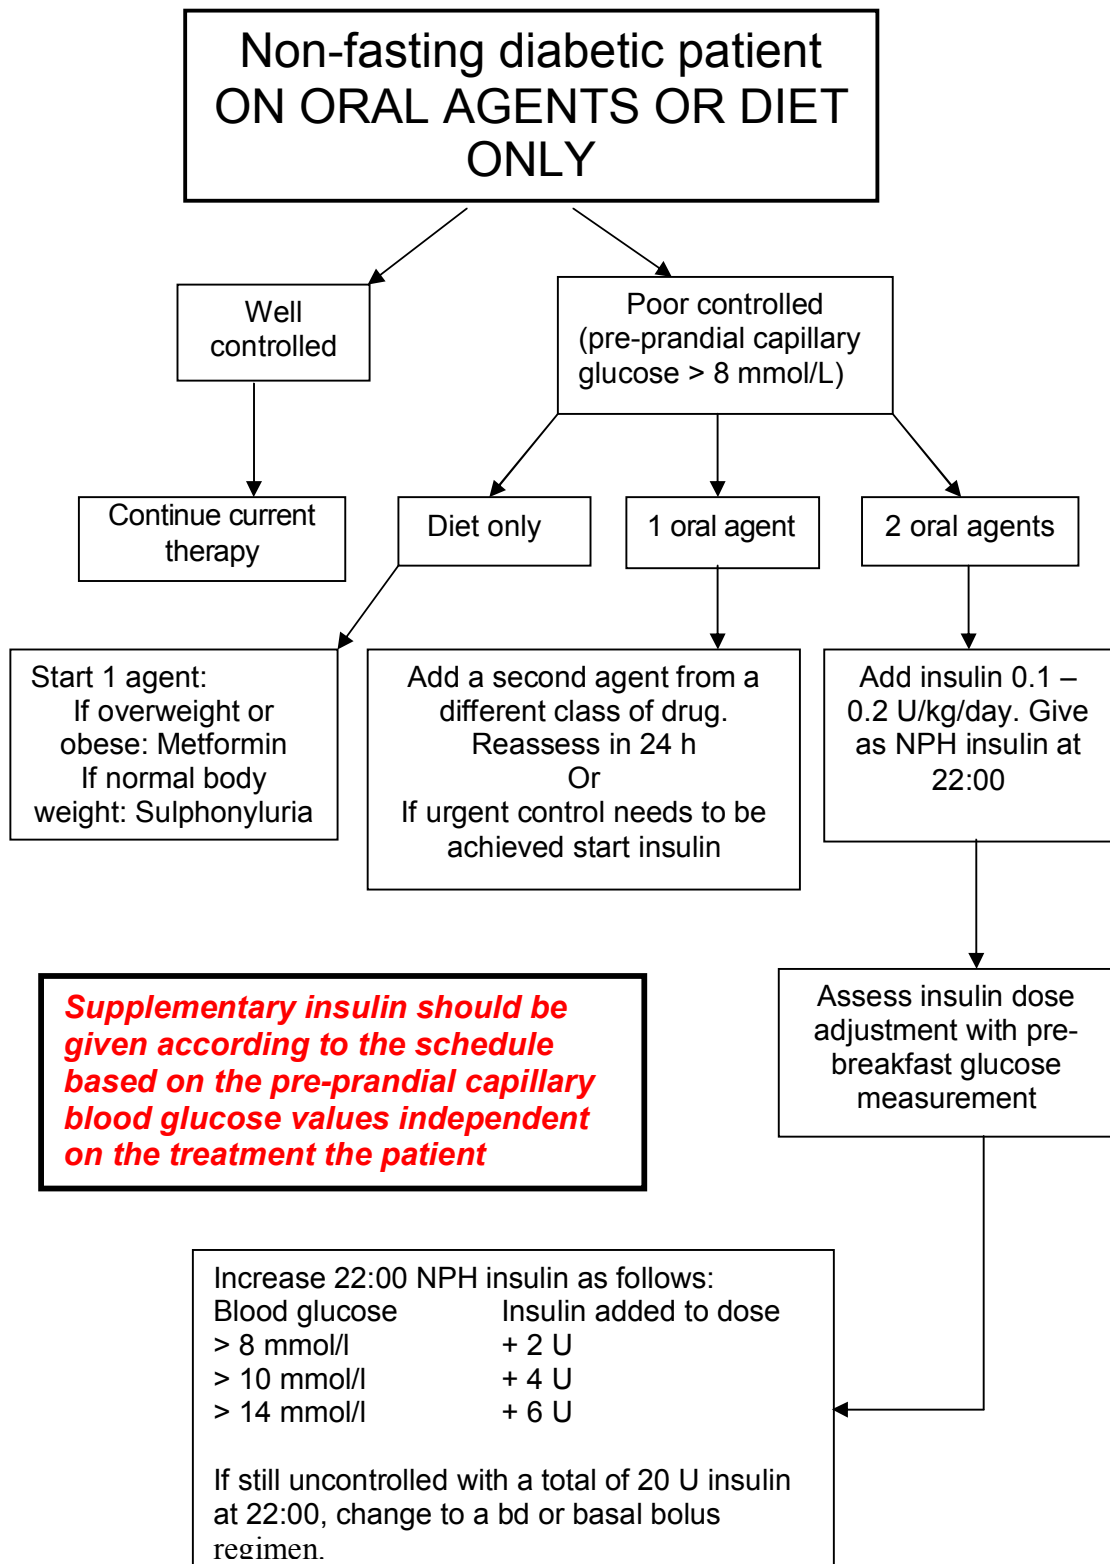 Non-fasting diabetic patient
ON ORAL AGENTS OR DIET
ONLY
Well
controlled
Poor controlled
(pre-prandial capillary
glucose > 8 mmol/L)
Continue current
therapy
Diet only
1 oral agent
2 oral agents
Start 1 agent:
If overweight or
obese: Metformin
If normal body
weight: Sulphonyluria
Add a second agent from a
different class of drug.
Reassess in 24 h
Or
If urgent control needs to be
achieved start insulin
Add insulin 0.1 –
0.2 U/kg/day. Give
as NPH insulin at
22:00
Supplementary insulin should be
given according to the schedule
based on the pre-prandial capillary
blood glucose values independent
on the treatment the patient
Assess insulin dose
adjustment with pre-
breakfast glucose
measurement
Increase 22:00 NPH insulin as follows:
Blood glucose Insulin added to dose
> 8 mmol/l + 2 U
> 10 mmol/l + 4 U
> 14 mmol/l + 6 U
If still uncontrolled with a total of 20 U insulin
at 22:00, change to a bd or basal bolus
regimen.